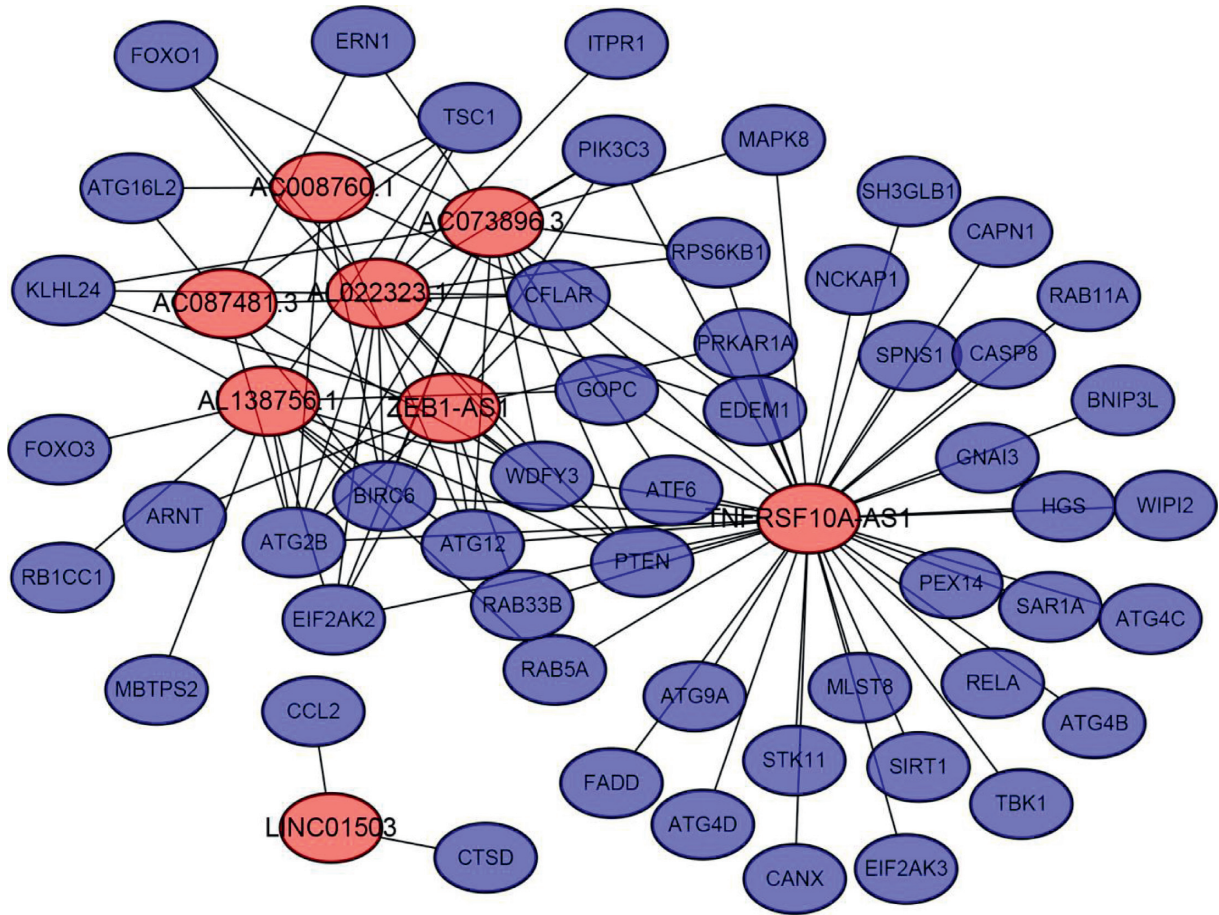 ERN1
ITPR1
FOXO1
TSC1
MAPK8
PIK3C3
AC008760.1
ATG16L2
SH3GLB1
AC073896.3
CAPN1
RPS6KB1
NCKAP1
KLHL24
AC087481.3
AL022323.1
CFLAR
RAB11A
PRKAR1A
SPNS1
CASP8
GOPC
AL138756.1
ZEB1-AS1
EDEM1
BNIP3L
FOXO3
GNAI3
WDFY3
ATF6
BIRC6
HGS
WIPI2
ARNT
TNFRSF10A-AS1
ATG2B
ATG12
PTEN
RB1CC1
PEX14
RAB33B
SAR1A
ATG4C
EIF2AK2
RAB5A
MBTPS2
MLST8
RELA
ATG9A
CCL2
ATG4B
STK11
SIRT1
FADD
TBK1
ATG4D
LINC01503
CTSD
EIF2AK3
CANX